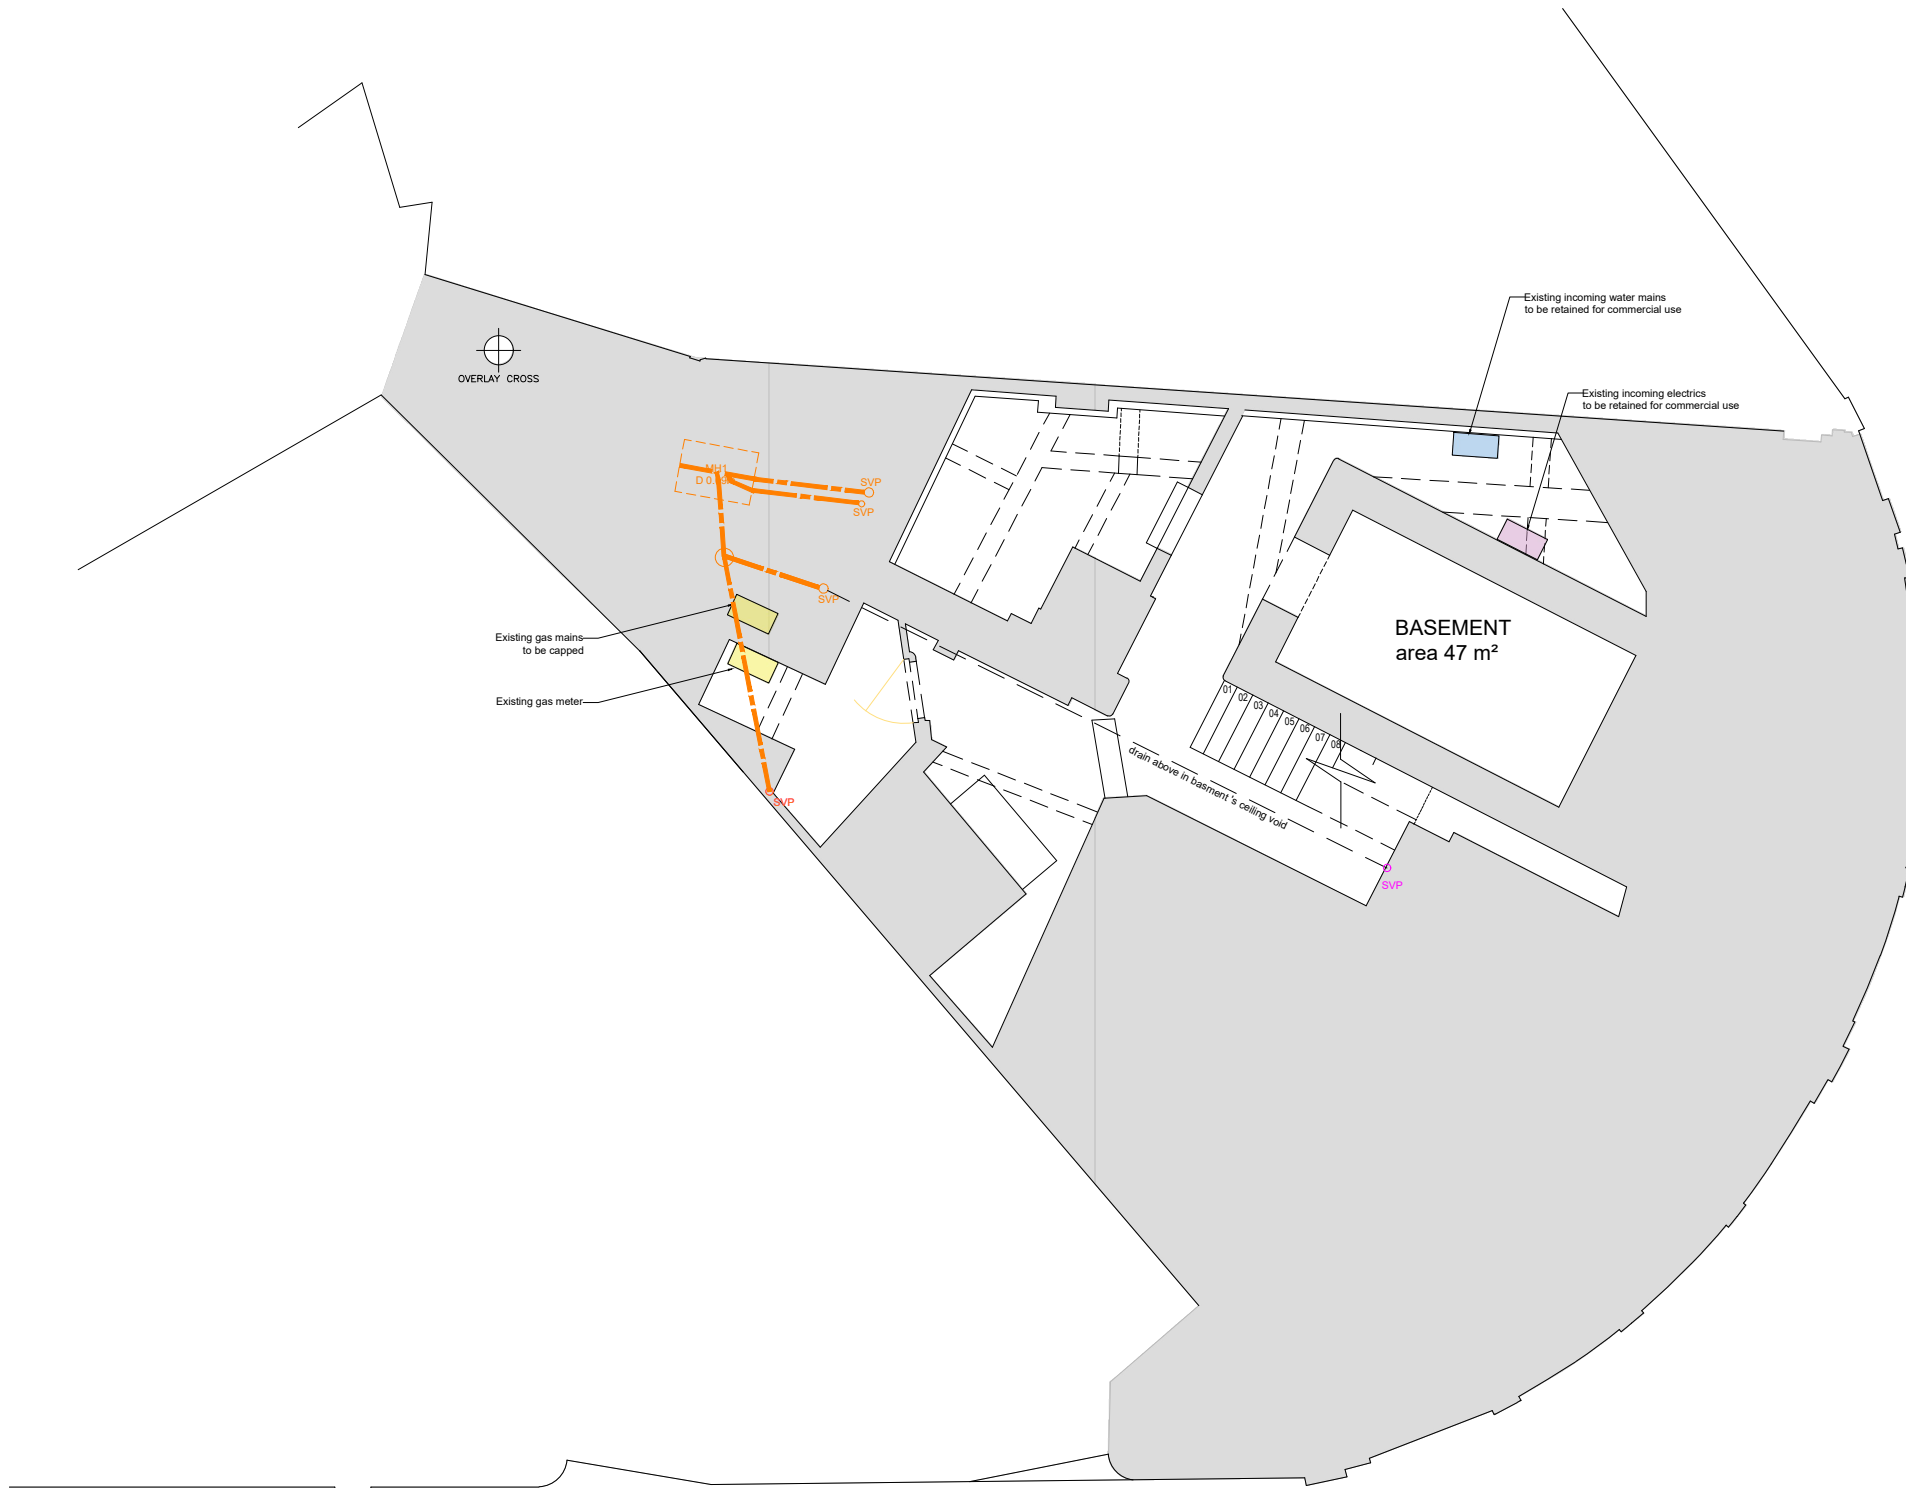 Existing incoming water mains
to be retained for commercial use
OVERLAY CROSS
Existing incoming electrics
to be retained for commercial use
MH1
SVP
SVP
SVP
Existing gas mains
to be capped
Existing gas meter
BASEMENT
area 47 m²
01
02
03
04
05
06
07
08
drain above in basment's ceiling void
SVP
SVP